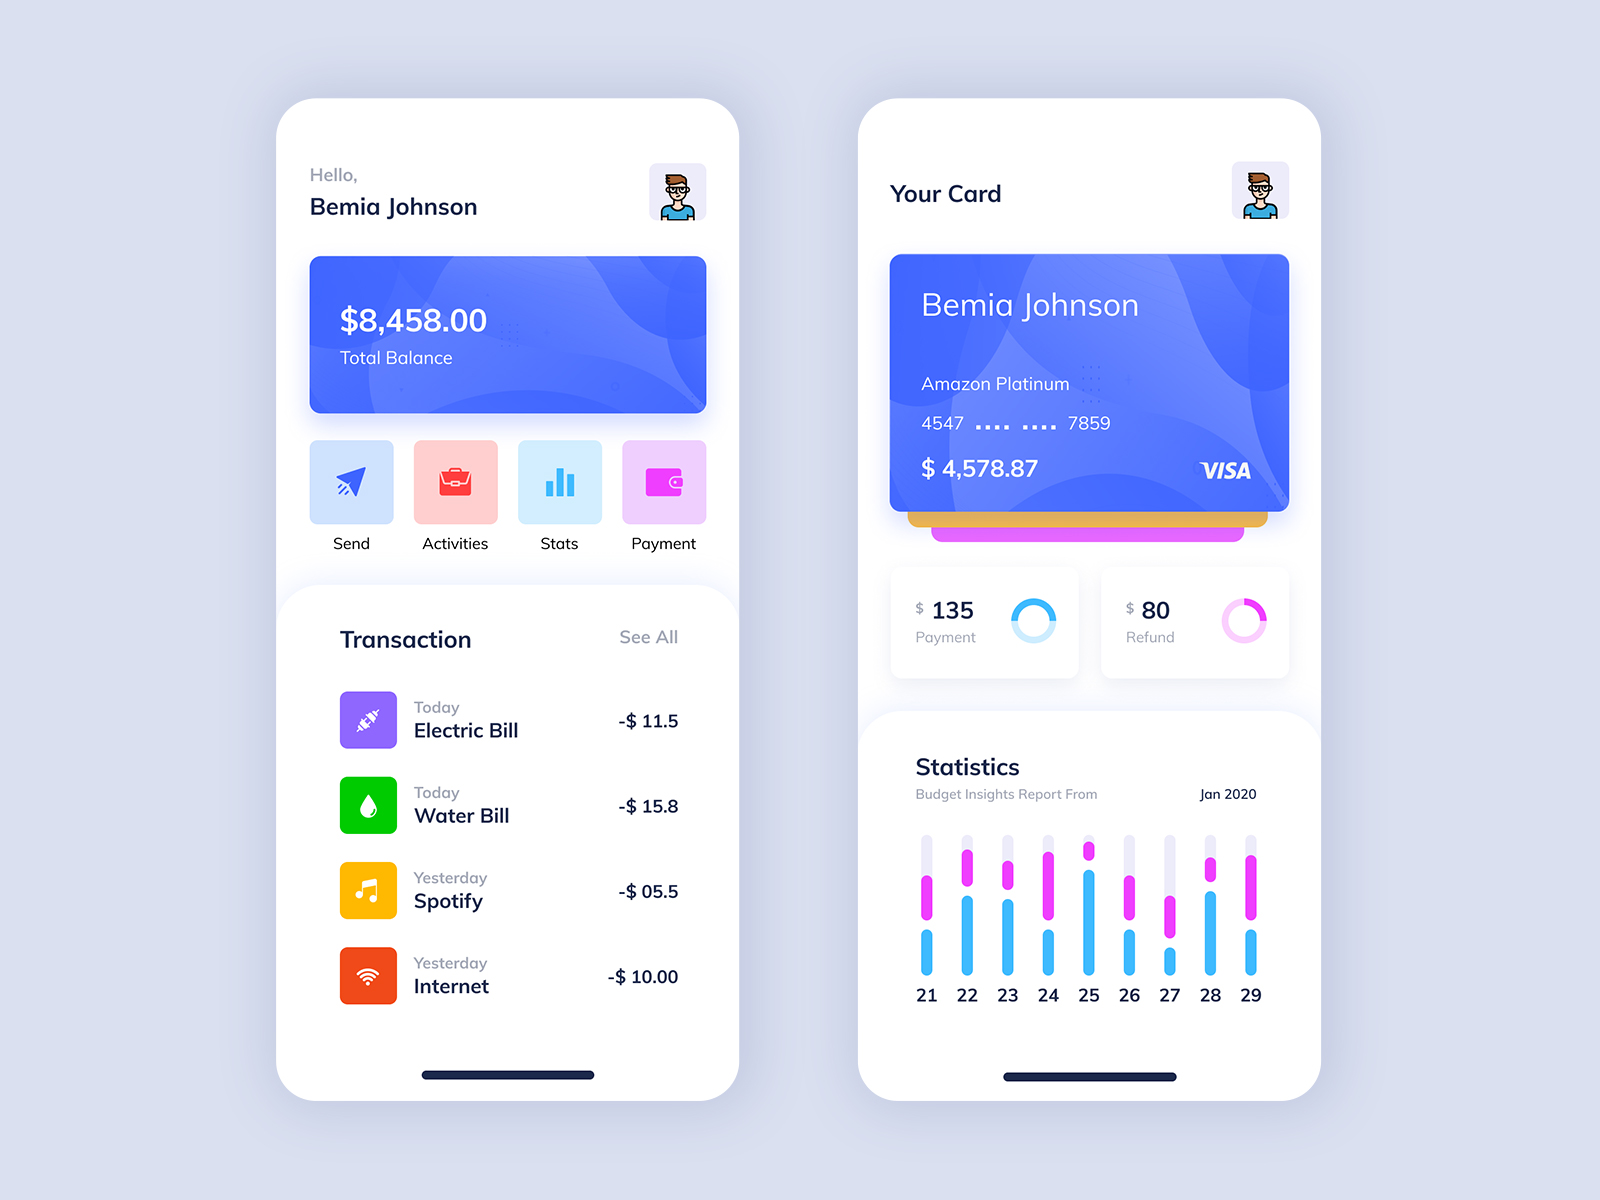 Hello,
Bemia Johnson
$8,458.00
Total Balance
Send
Activities
Stats
Payment
Transaction
See All
Today
Electric Bill
-$ 11.5
Today
Water Bill
-$ 15.8
Yesterday
Spotify
-$ 05.5
Yesterday
Internet
-$ 10.00
Your Card
Bemia Johnson
Amazon Platinum
4547 .... .... 7859
$ 4,578.87
VISA
$ 135
Payment
$ 80
Refund
Statistics
Budget Insights Report From
Jan 2020
21 22 23 24 25 26 27 28 29